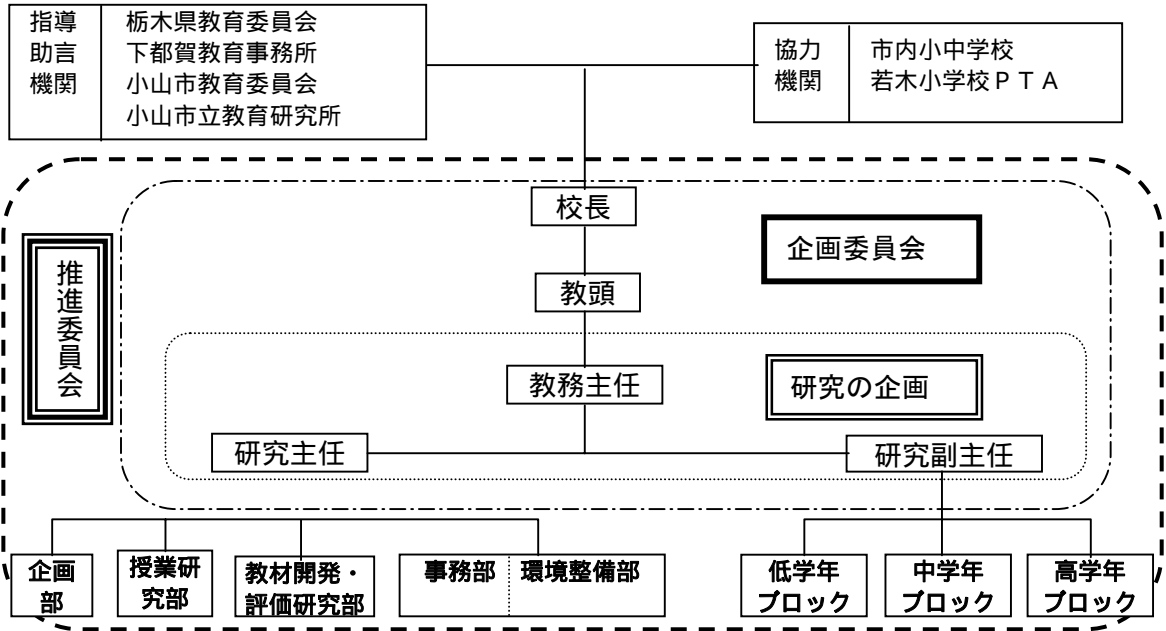 指導
助言
機関
栃木県教育委員会
下都賀教育事務所
小山市教育委員会
小山市立教育研究所
協力
機関
市内小中学校
若木小学校ＰＴＡ
校長
企画委員会
推進委員会
教頭
教務主任
研究の企画
研究主任
研究副主任
企画
部
授業研
究部
教材開発・
評価研究部
事務部
環境整備部
低学年
ブロック
中学年
ブロック
高学年
ブロック